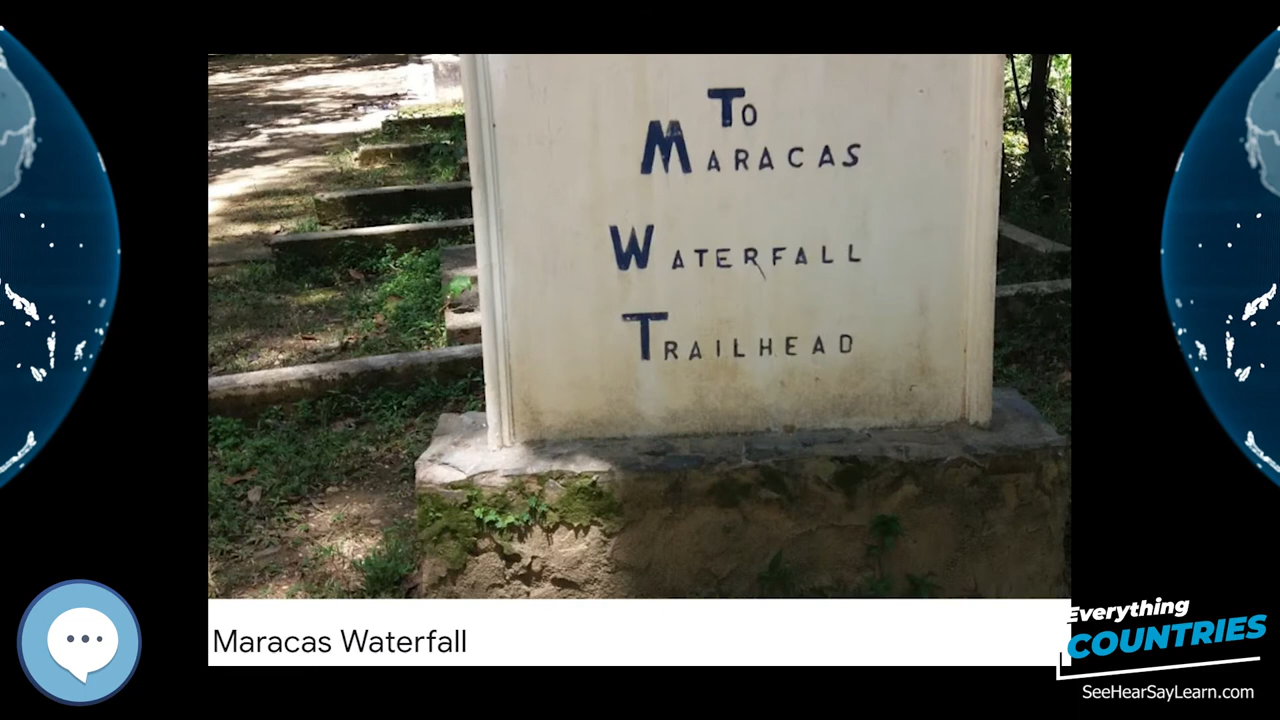 To
Maracas
Waterfall
Trailhead
Maracas Waterfall
Everything
COUNTRIES
SeeHearSayLearn.com